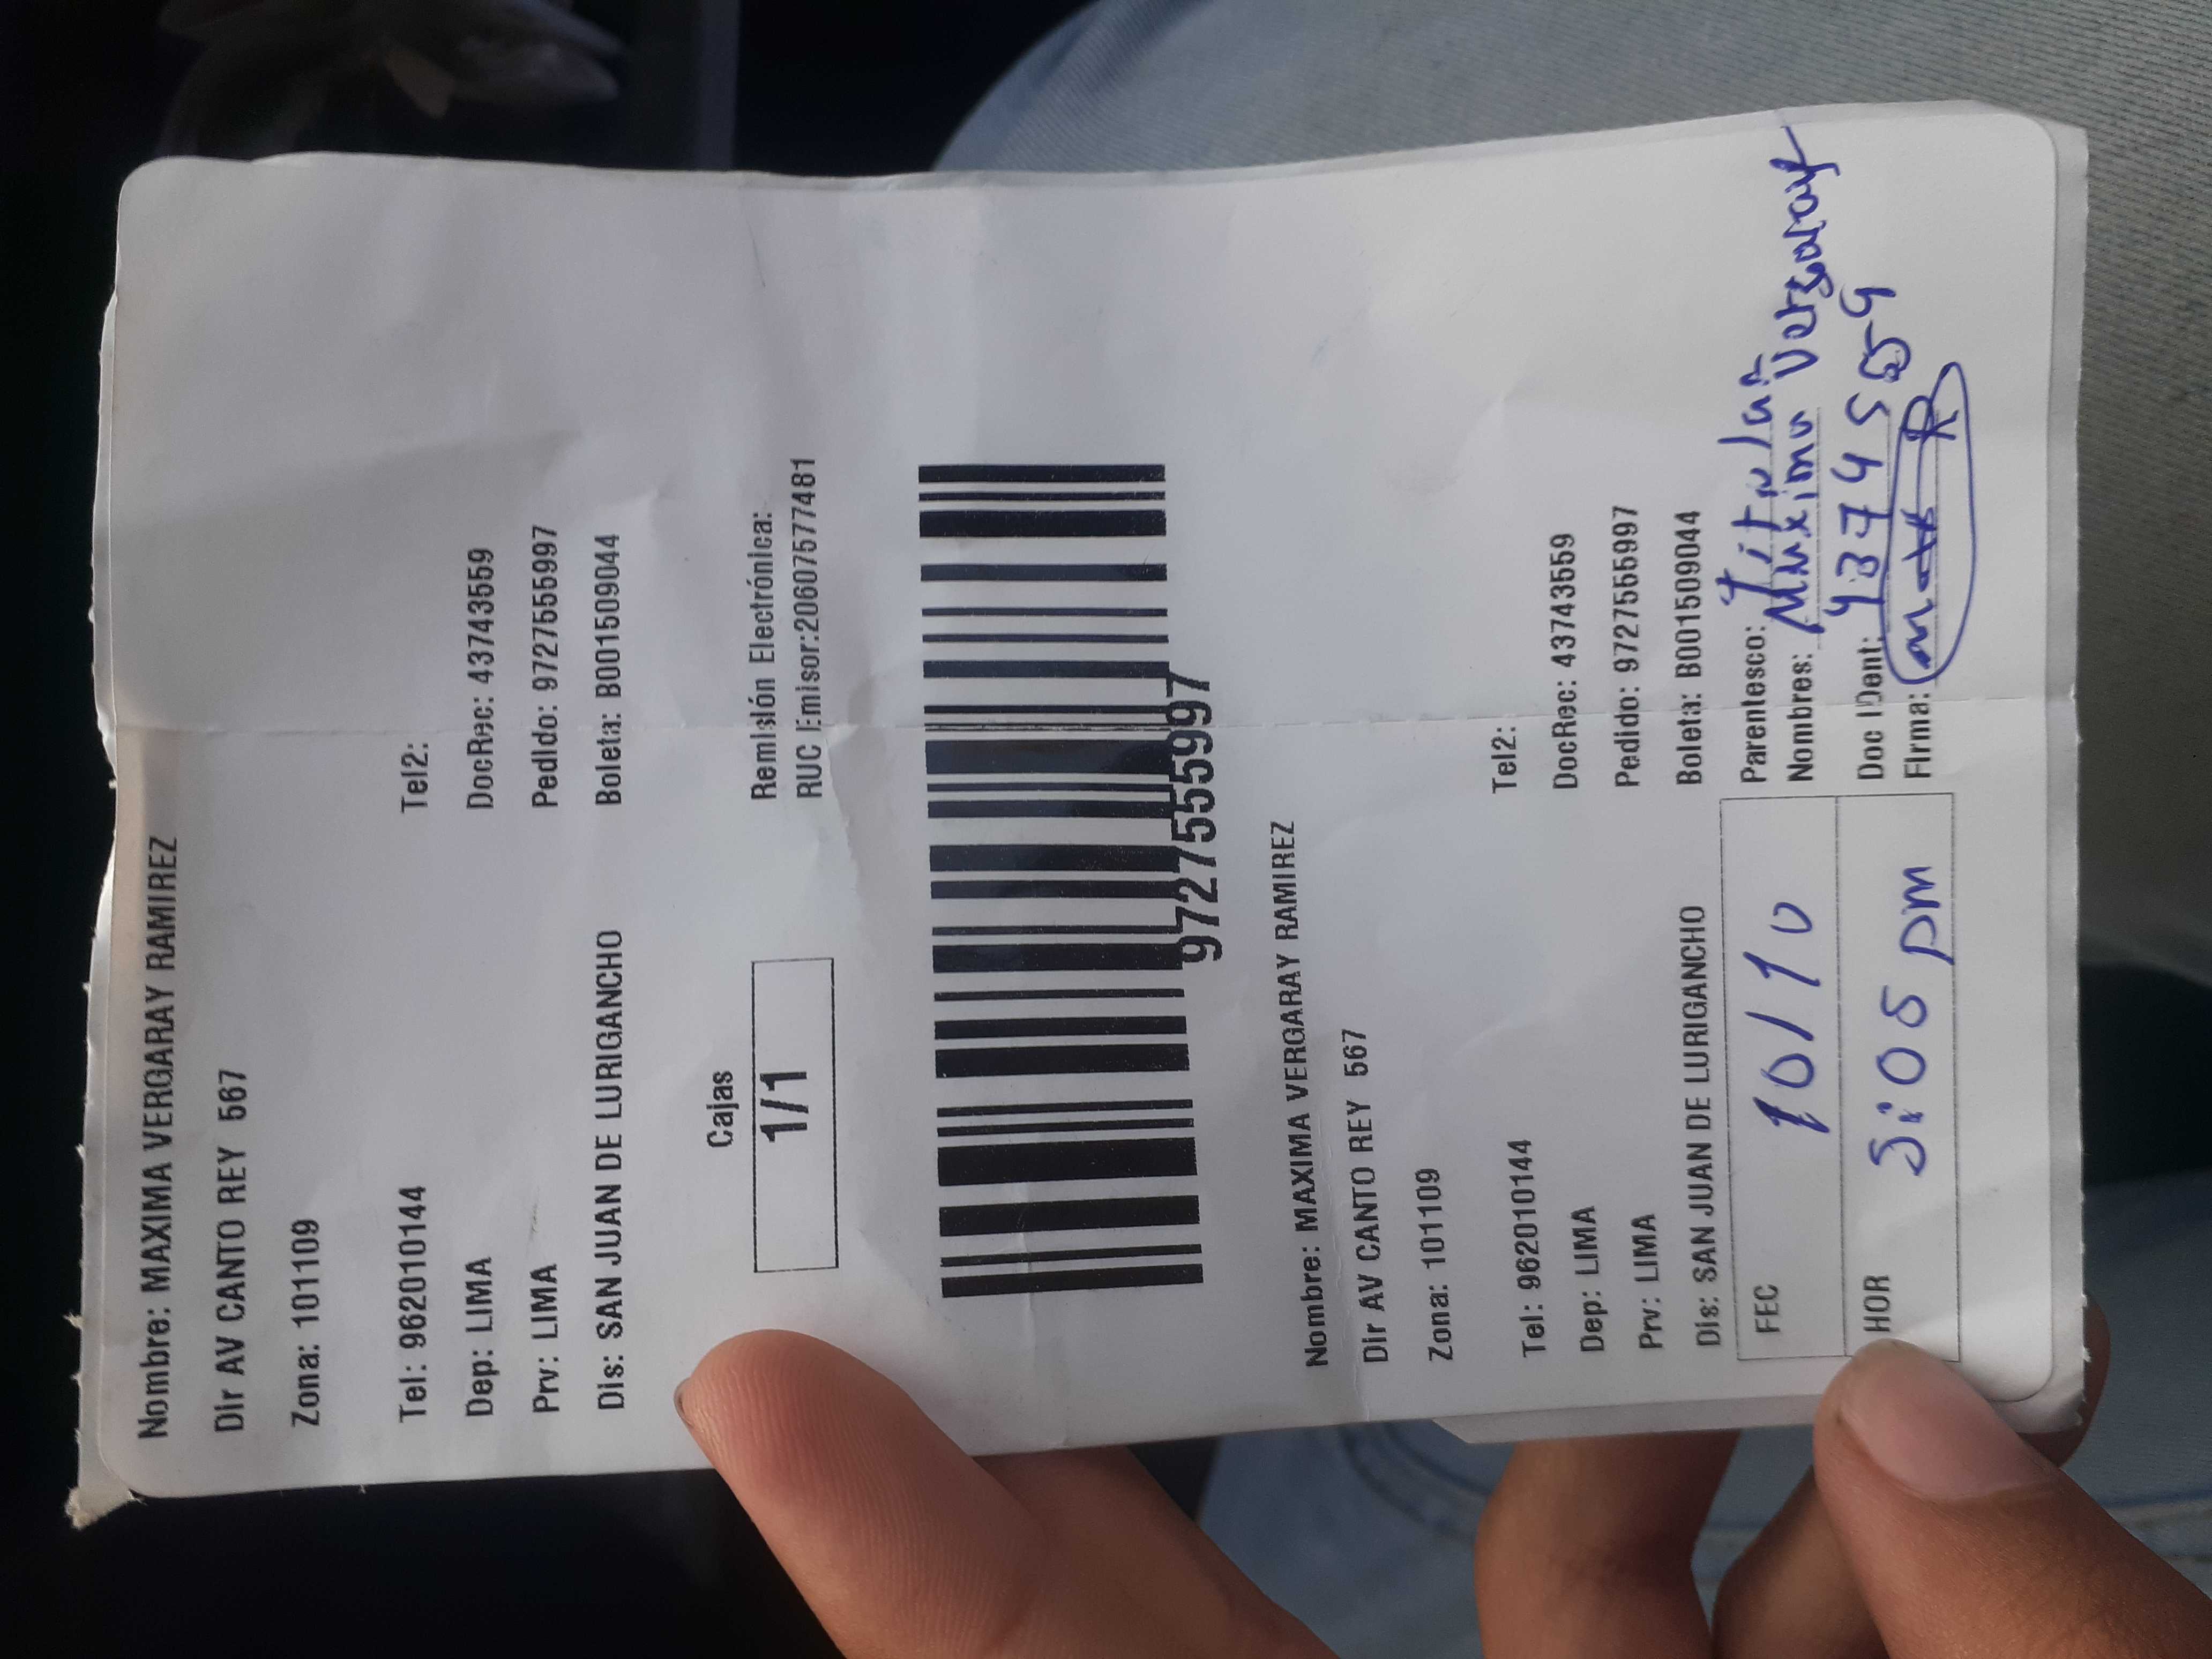 Nombre: MAXIMA VERGARAY RAMIREZ
Dir AV CANTO REY 567
Zona: 101109
Tel: 962010144 Tel2:
Dep: LIMA DocRec: 43743559
Prv: LIMA Pedido: 9727555997
Dis: SAN JUAN DE LURIGANCHO Boleta: B001509044
Cajas Remisión Electrónica:
1/1 RUC Emisor:20607577481
9727555997
Nombre: MAXIMA VERGARAY RAMIREZ
Dir AV CANTO REY 567
Zona: 101109
Tel: 962010144 Tel2:
Dep: LIMA DocRec: 43743559
Prv: LIMA Pedido: 9727555997
Dis: SAN JUAN DE LURIGANCHO Boleta: B001509044
FEC 10/10 Parentesco: Titular
Nombres: Maxima Vergaray
HOR 5:05 pm Doc IDent: 43745559
Firma: